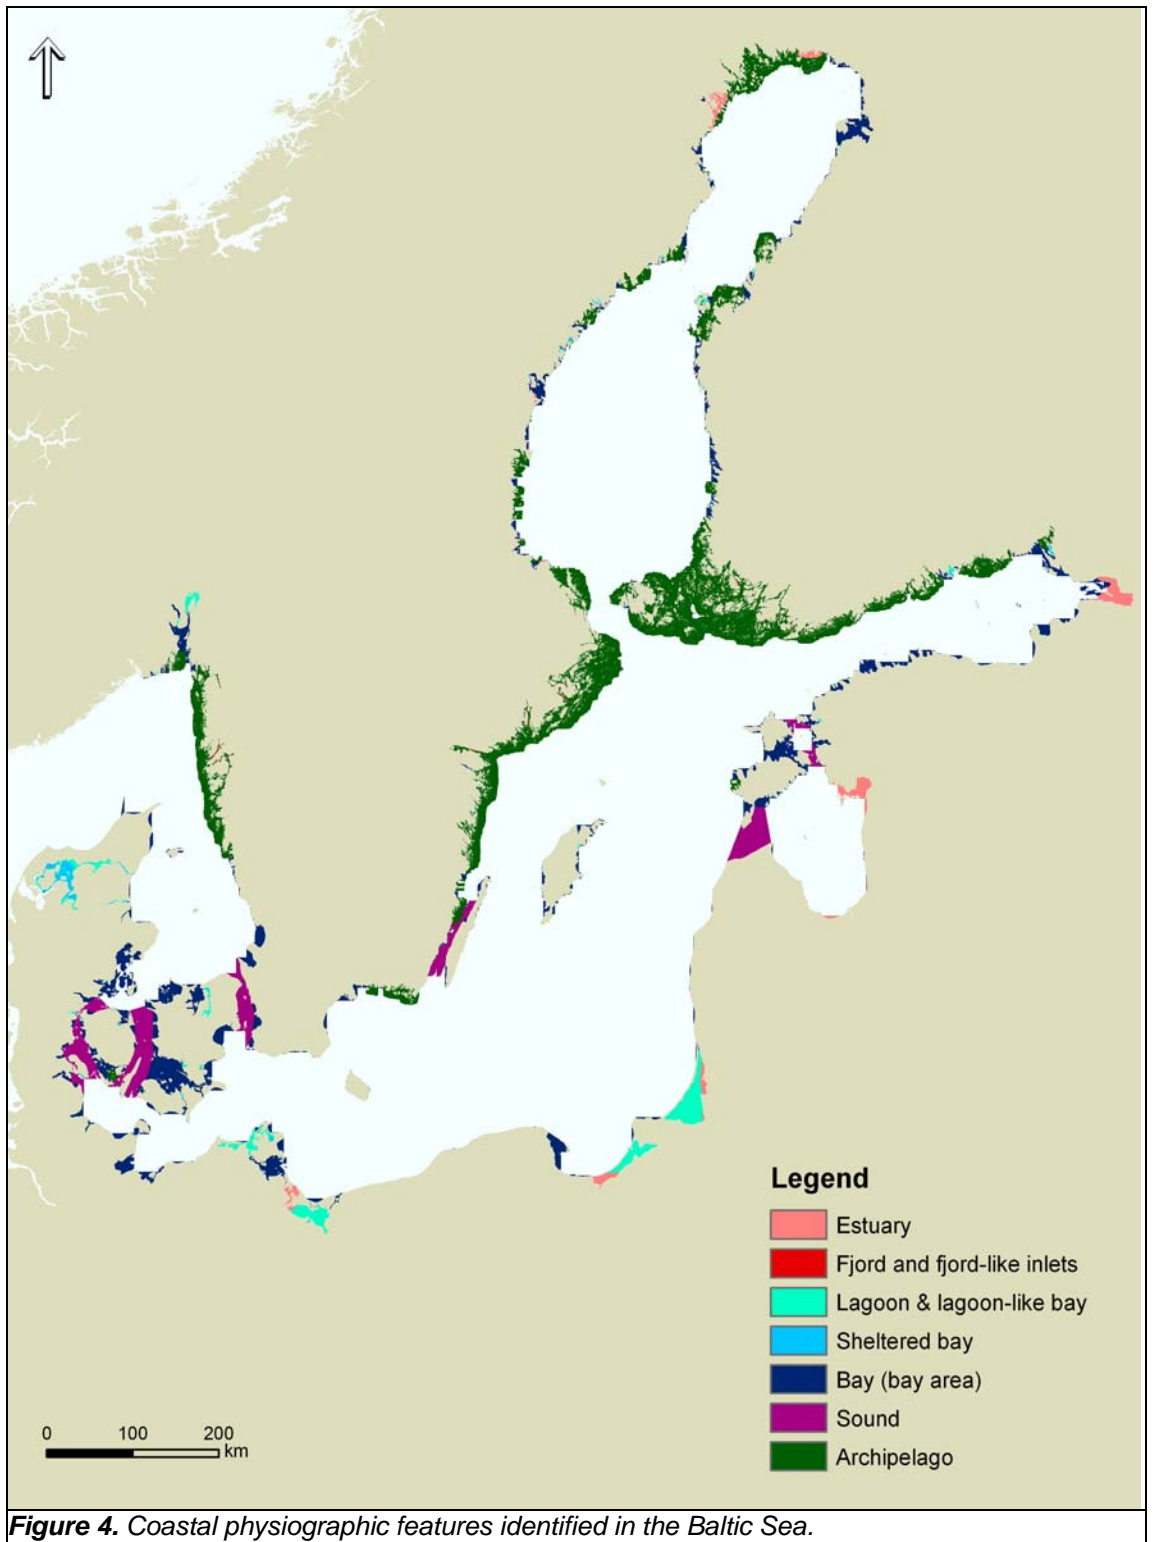 Legend
Estuary
Fjord and fjord-like inlets
Lagoon & lagoon-like bay
Sheltered bay
Bay (bay area)
Sound
Archipelago
0 100 200
km
Figure 4. Coastal physiographic features identified in the Baltic Sea.